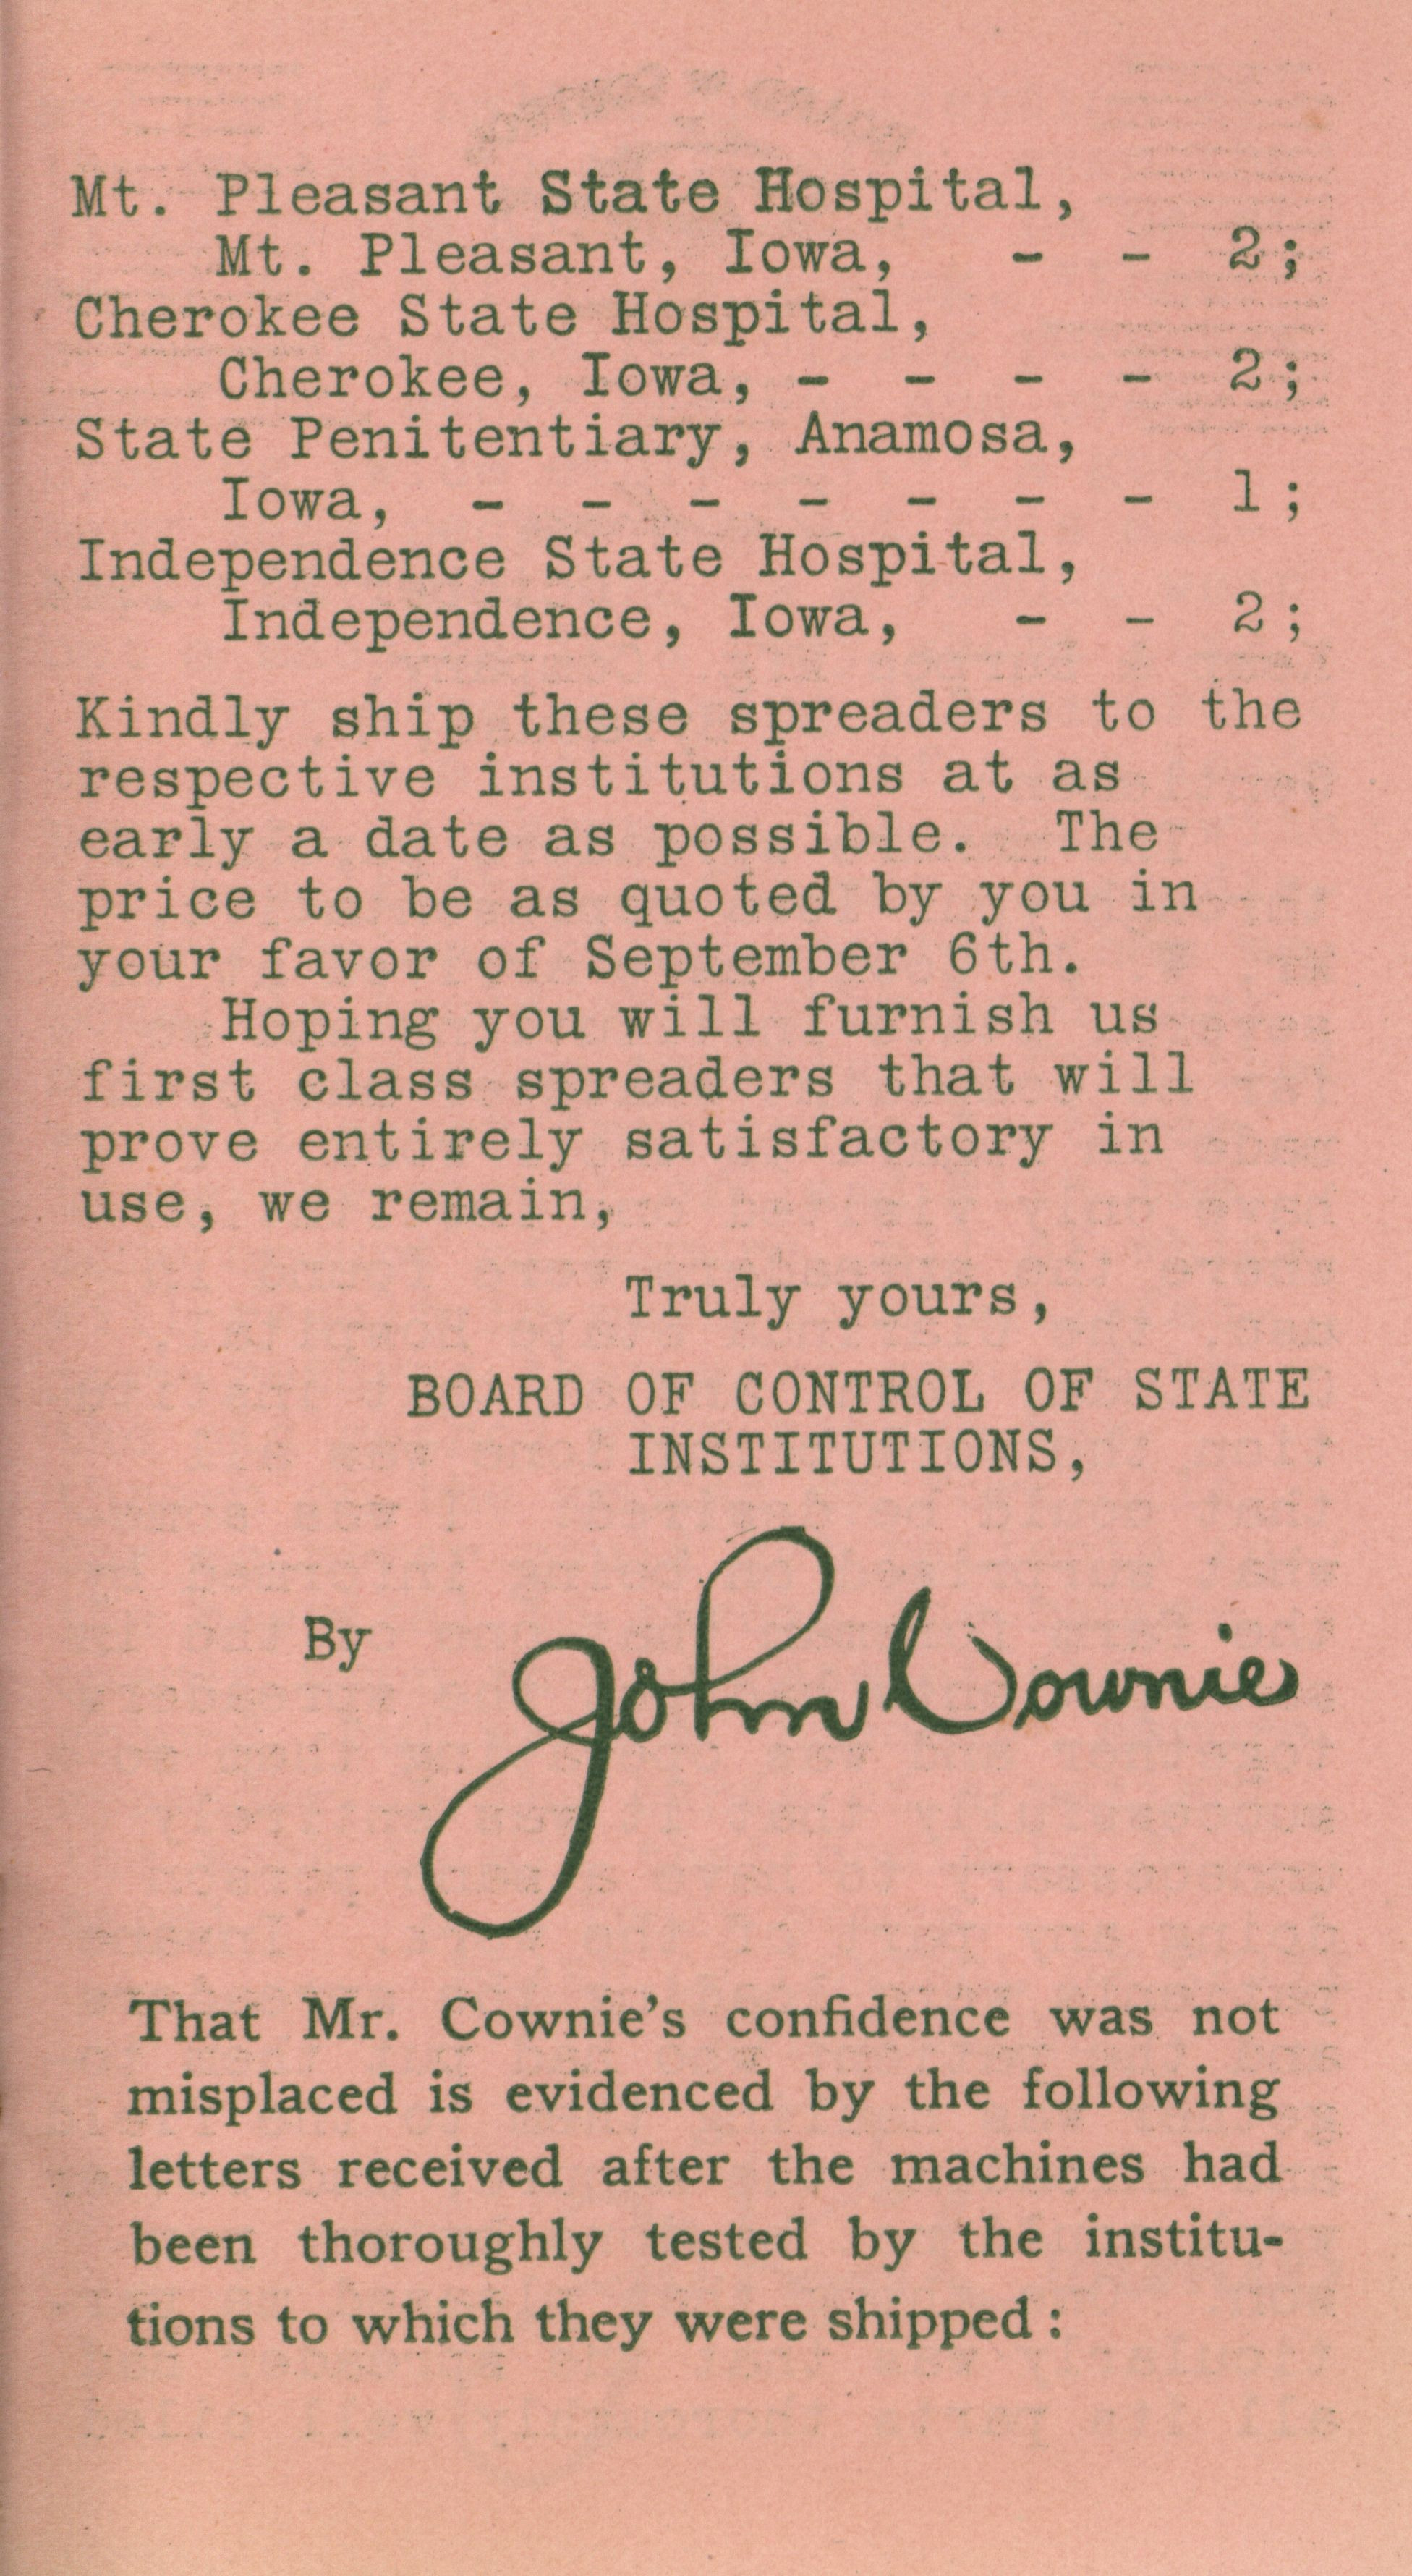 Mt. Pleasant State Hospital,
Mt. Pleasant, Iowa, - - 2;
Cherokee State Hospital,
Cherokee, Iowa, - - - - 2;
State Penitentiary, Anamosa,
Iowa, - - - - - - - 1;
Independence State Hospital,
Independence, Iowa, - - 2;
Kindly ship these spreaders to the
respective institutions at as
early a date as possible. The
price to be as quoted by you in
your favor of September 6th.
Hoping you will furnish us
first class spreaders that will
prove entirely satisfactory in
use, we remain,
Truly yours,
BOARD OF CONTROL OF STATE
INSTITUTIONS,
By John Cownie
That Mr. Cownie's confidence was not
misplaced is evidenced by the following
letters received after the machines had
been thoroughly tested by the institu-
tions to which they were shipped: